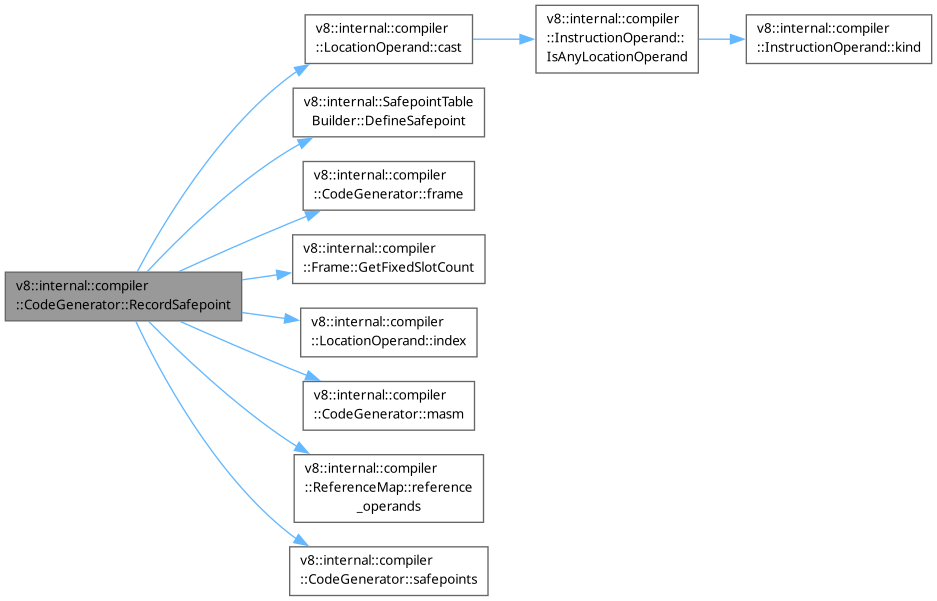 v8::internal::compiler
::LocationOperand::cast
v8::internal::compiler
::InstructionOperand::
IsAnyLocationOperand
v8::internal::compiler
::InstructionOperand::kind
v8::internal::SafepointTable
Builder::DefineSafepoint
v8::internal::compiler
::CodeGenerator::frame
v8::internal::compiler
::Frame::GetFixedSlotCount
v8::internal::compiler
::CodeGenerator::RecordSafepoint
v8::internal::compiler
::LocationOperand::index
v8::internal::compiler
::CodeGenerator::masm
v8::internal::compiler
::ReferenceMap::reference
_operands
v8::internal::compiler
::CodeGenerator::safepoints